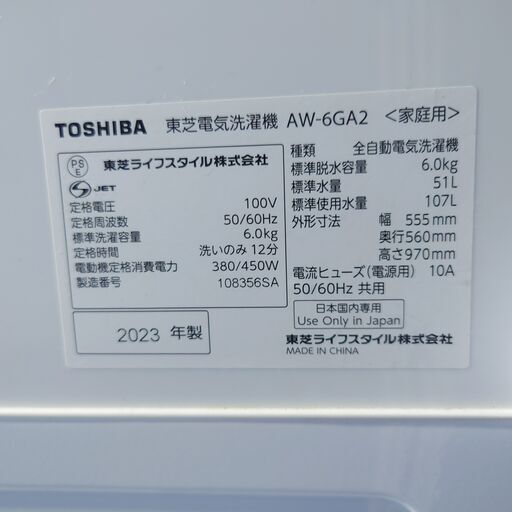 TOSHIBA 東芝電気洗濯機 AW-6GA2 <家庭用>
PS E 東芝ライフスタイル株式会社
S JET
定格電圧 100V
定格周波数 50/60Hz
標準洗濯容量 6.0kg
定格時間 洗いのみ 12分
電動機定格消費電力 380/450W
製造番号 108356SA
2023 年製
種類 全自動電気洗濯機
標準脱水容量 6.0kg
標準水量 51L
標準使用水量 107L
外形寸法 幅 555mm
奥行560mm
高さ970mm
電流ヒューズ(電源用) 10A
50/60Hz 共用
日本国内専用
Use Only in Japan
東芝ライフスタイル株式会社
MADE IN CHINA